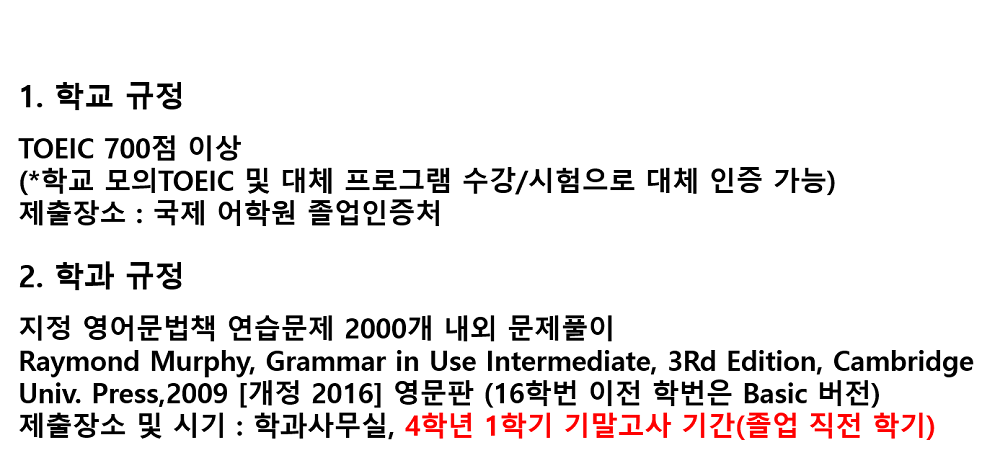 1. 학교 규정
TOEIC 700점 이상
(*학교 모의TOEIC 및 대체 프로그램 수강/시험으로 대체 인증 가능)
제출장소 : 국제 어학원 졸업인증처
2. 학과 규정
지정 영어문법책 연습문제 2000개 내외 문제풀이
Raymond Murphy, Grammar in Use Intermediate, 3Rd Edition, Cambridge
Univ. Press,2009 [개정 2016] 영문판 (16학번 이전 학번은 Basic 버전)
제출장소 및 시기 : 학과사무실, 4학년 1학기 기말고사 기간(졸업 직전 학기)